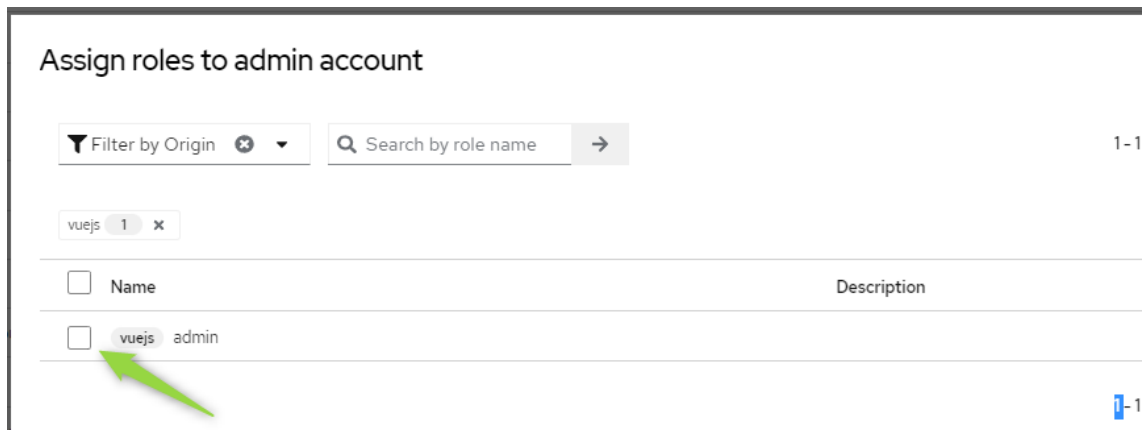 Assign roles to admin account
Filter by Origin Search by role name 1-1
vuejs 1
Name Description
vuejs admin
1-1